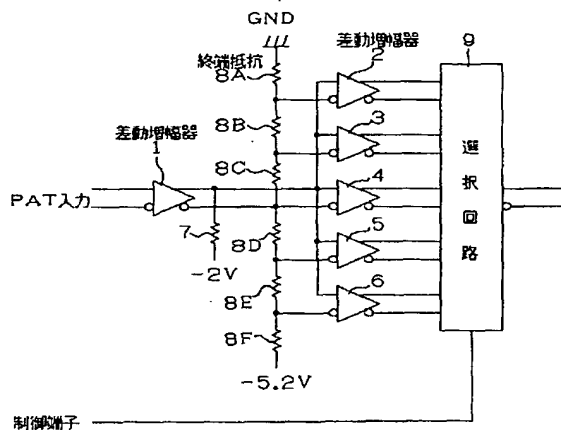 GND
終端抵抗
8A
差動増幅器
2
9
8B
3
差動増幅器
1
8C
4
PAT入力
7
8D
5
-2V
8E
6
8F
-5.2V
選択回路
制御端子